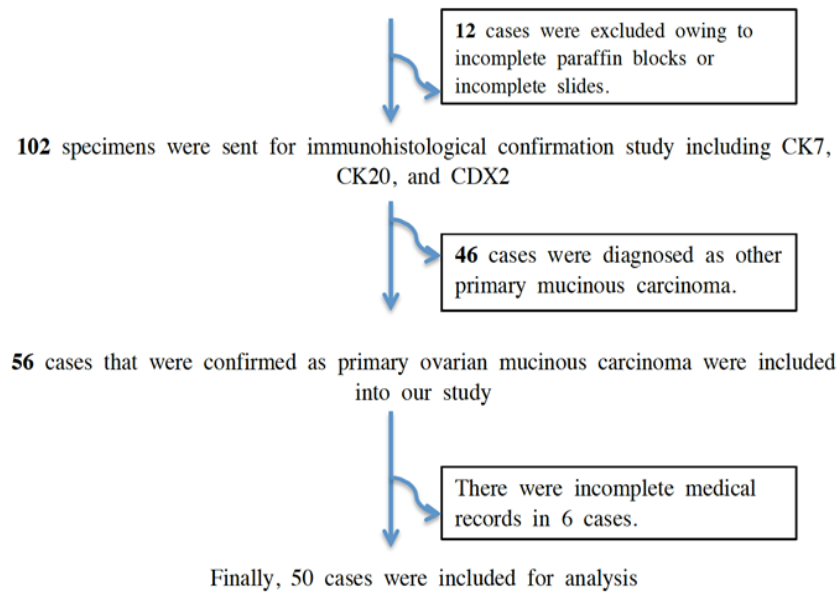 12 cases were excluded owing to
incomplete paraffin blocks or
incomplete slides.
102 specimens were sent for immunohistological confirmation study including CK7,
CK20, and CDX2
46 cases were diagnosed as other
primary mucinous carcinoma.
56 cases that were confirmed as primary ovarian mucinous carcinoma were included
into our study
There were incomplete medical
records in 6 cases.
Finally, 50 cases were included for analysis